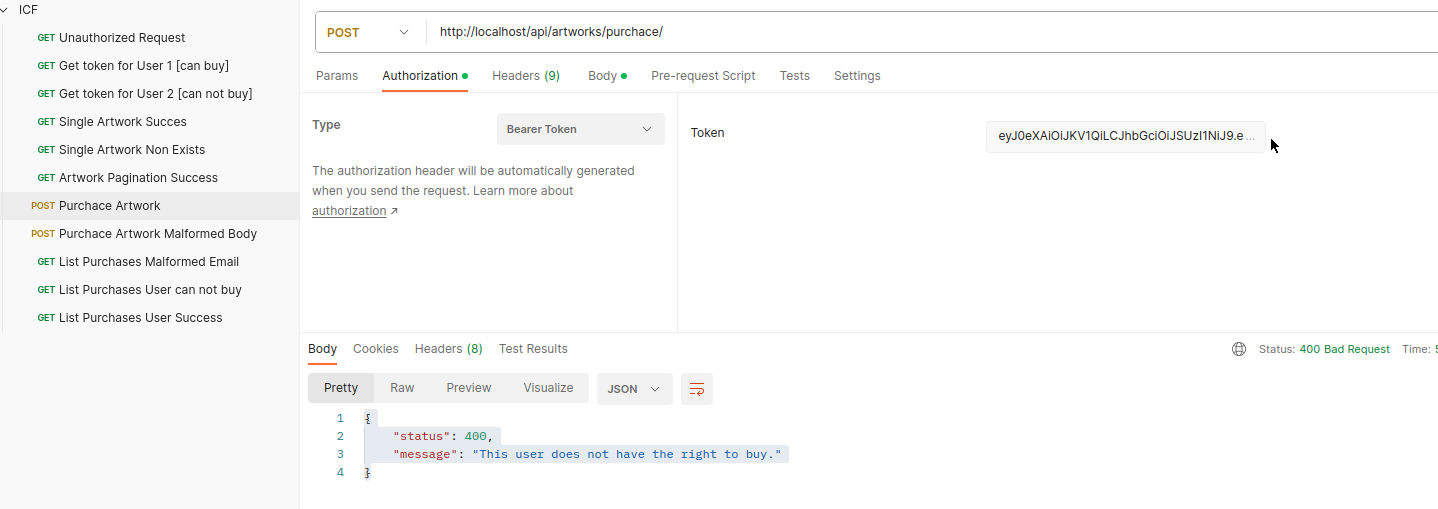 ICF
GET Unauthorized Request
GET Get token for User 1 [can buy]
GET Get token for User 2 [can not buy]
GET Single Artwork Succes
GET Single Artwork Non Exists
GET Artwork Pagination Success
POST Purchace Artwork
POST Purchace Artwork Malformed Body
GET List Purchases Malformed Email
GET List Purchases User can not buy
GET List Purchases User Success
POST http://localhost/api/artworks/purchace/
Params Authorization Headers (9) Body Pre-request Script Tests Settings
Type Bearer Token
The authorization header will be automatically generated
when you send the request. Learn more about
authorization ↗
Token eyJ0eXAiOiJKV1QiLCJhbGciOiJSUzI1NiJ9.e...
Body Cookies Headers (8) Test Results Status: 400 Bad Request Time: 5
Pretty Raw Preview Visualize JSON
1 {
2 "status": 400,
3 "message": "This user does not have the right to buy."
4 }